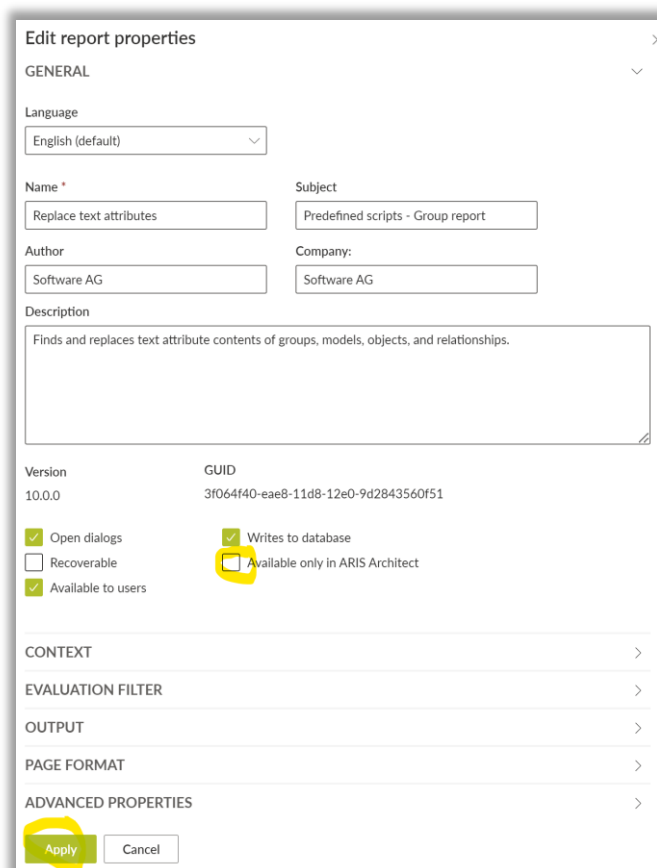 Edit report properties
GENERAL
Language
English (default)
Name * Subject
Replace text attributes Predefined scripts - Group report
Author Company:
Software AG Software AG
Description
Finds and replaces text attribute contents of groups, models, objects, and relationships.
Version GUID
10.0.0 3f064f40-eae8-11d8-12e0-9d2843560f51
Open dialogs Writes to database
Recoverable Available only in ARIS Architect
Available to users
CONTEXT
EVALUATION FILTER
OUTPUT
PAGE FORMAT
ADVANCED PROPERTIES
Apply Cancel